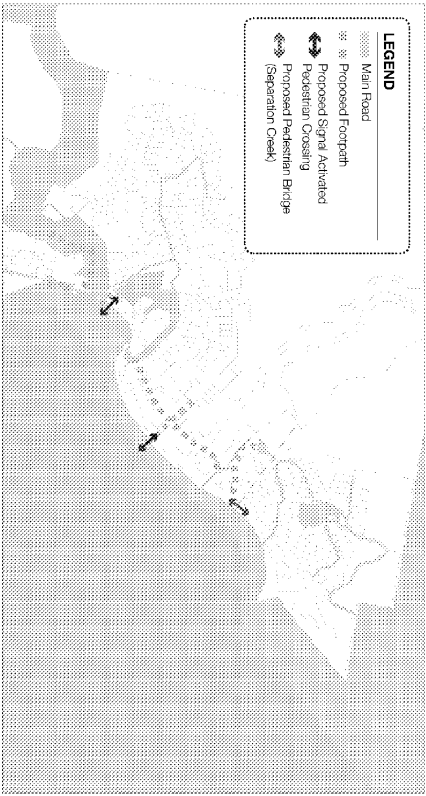 LEGEND
Main Road
Proposed Footpath
Proposed Signal Activated
Pedestrian Crossing
Proposed Pedestrian Bridge
(Separation Creek)